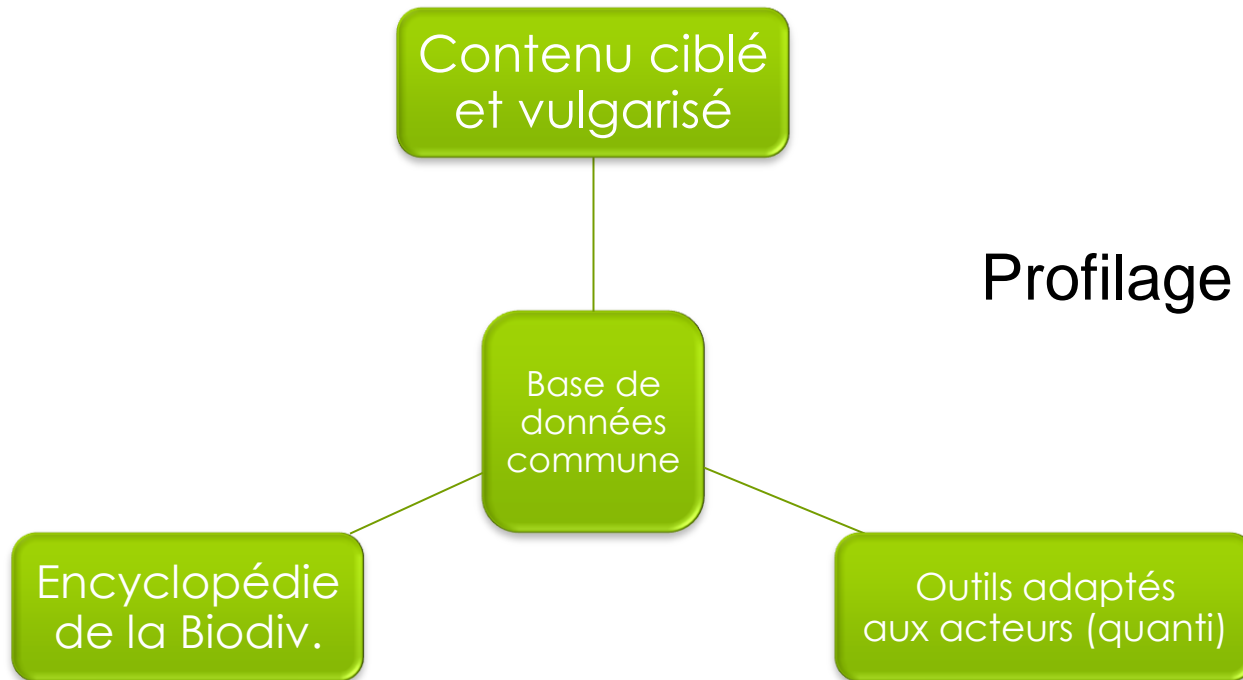 Contenu ciblé
et vulgarisé
Profilage
Base de
données
commune
Encyclopédie
de la Biodiv.
Outils adaptés
aux acteurs (quanti)